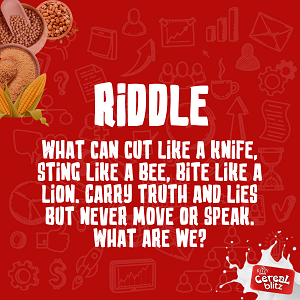 RIDDLE
WHAT CAN CUT LIKE A KNIFE,
STING LIKE A BEE, BITE LIKE A
LION. CARRY TRUTH AND LIES
BUT NEVER MOVE OR SPEAK.
WHAT ARE WE?
Cereal
blitz